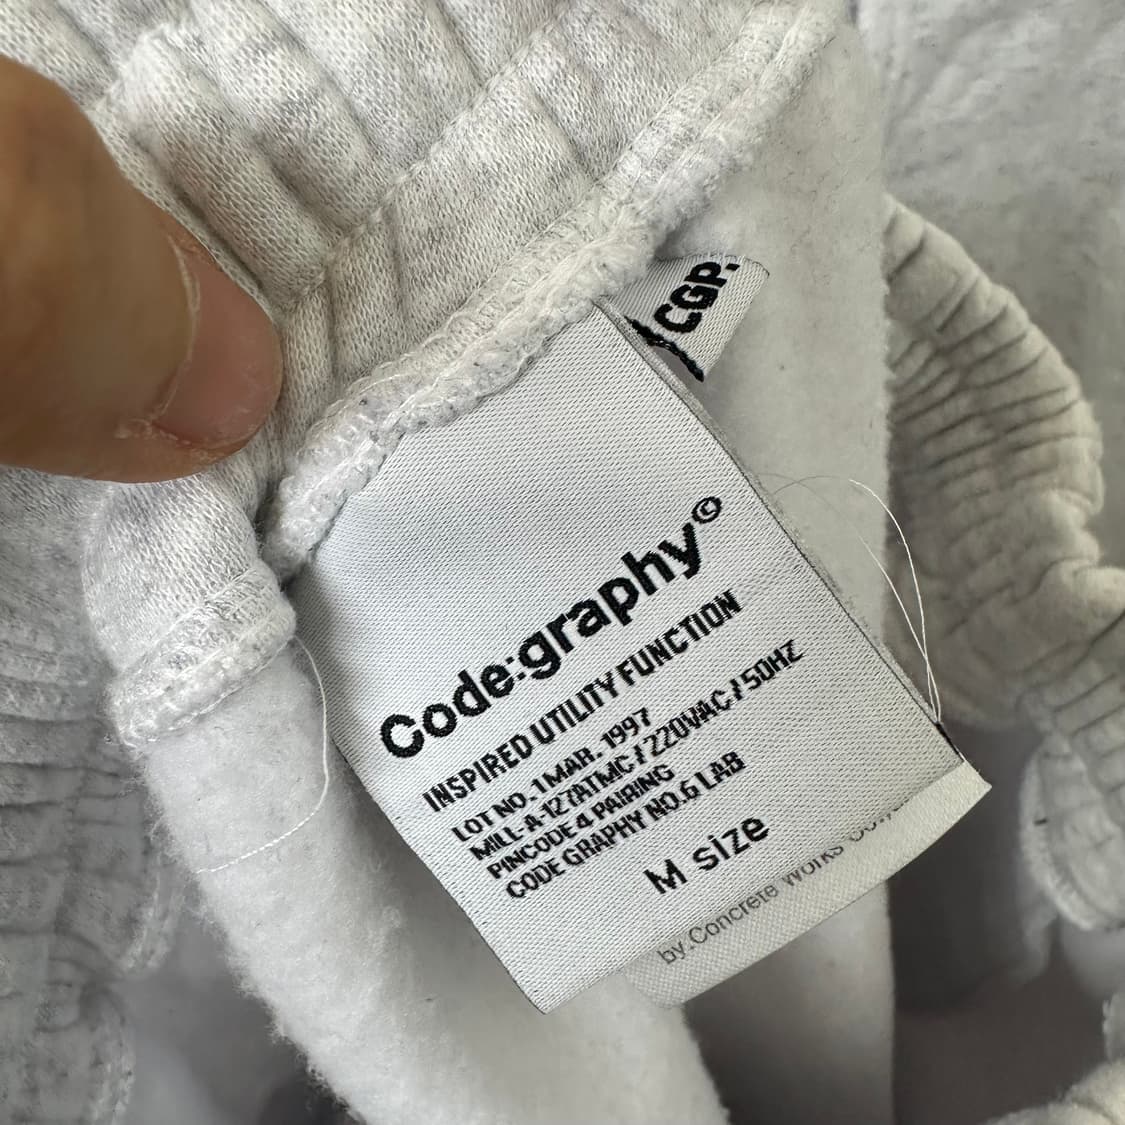 CGP.
Code:graphy©
INSPIRED UTILITY FUNCTION
LOT NO. 1 MAR. 1997
MILL-A-127ATMC / 220VAC / 50HZ
PINCODE 4 PAIRING
CODE GRAPHY NO.6 LAB
M size
by.Concrete Works